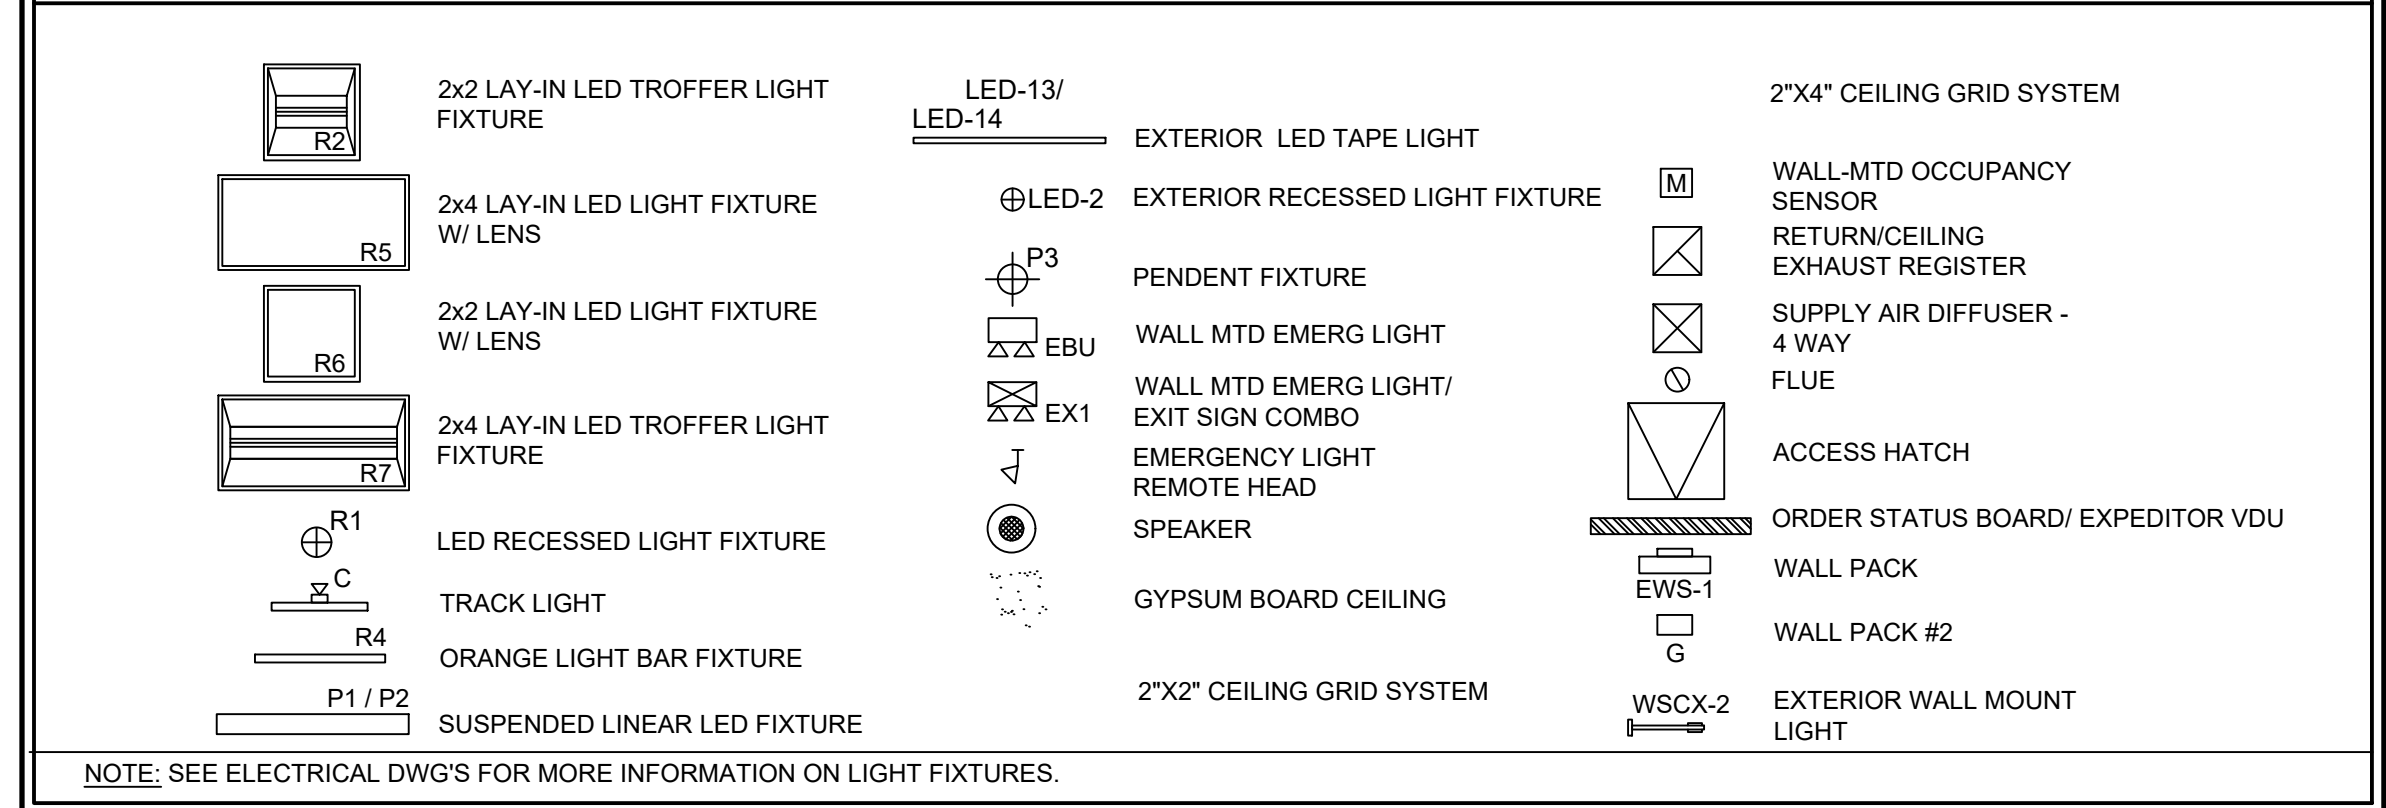 R2
2x2 LAY-IN LED TROFFER LIGHT
FIXTURE
R5
2x4 LAY-IN LED LIGHT FIXTURE
W/ LENS
R6
2x2 LAY-IN LED LIGHT FIXTURE
W/ LENS
R7
2x4 LAY-IN LED TROFFER LIGHT
FIXTURE
R1
LED RECESSED LIGHT FIXTURE
C
TRACK LIGHT
R4
ORANGE LIGHT BAR FIXTURE
P1 / P2
SUSPENDED LINEAR LED FIXTURE
LED-13/
LED-14
EXTERIOR LED TAPE LIGHT
LED-2
EXTERIOR RECESSED LIGHT FIXTURE
P3
PENDENT FIXTURE
EBU
WALL MTD EMERG LIGHT
EX1
WALL MTD EMERG LIGHT/
EXIT SIGN COMBO
EMERGENCY LIGHT
REMOTE HEAD
SPEAKER
GYPSUM BOARD CEILING
2"X2" CEILING GRID SYSTEM
2"X4" CEILING GRID SYSTEM
M
WALL-MTD OCCUPANCY
SENSOR
RETURN/CEILING
EXHAUST REGISTER
SUPPLY AIR DIFFUSER -
4 WAY
FLUE
ACCESS HATCH
ORDER STATUS BOARD/ EXPEDITOR VDU
EWS-1
WALL PACK
G
WALL PACK #2
WSCX-2
EXTERIOR WALL MOUNT
LIGHT
NOTE: SEE ELECTRICAL DWG'S FOR MORE INFORMATION ON LIGHT FIXTURES.